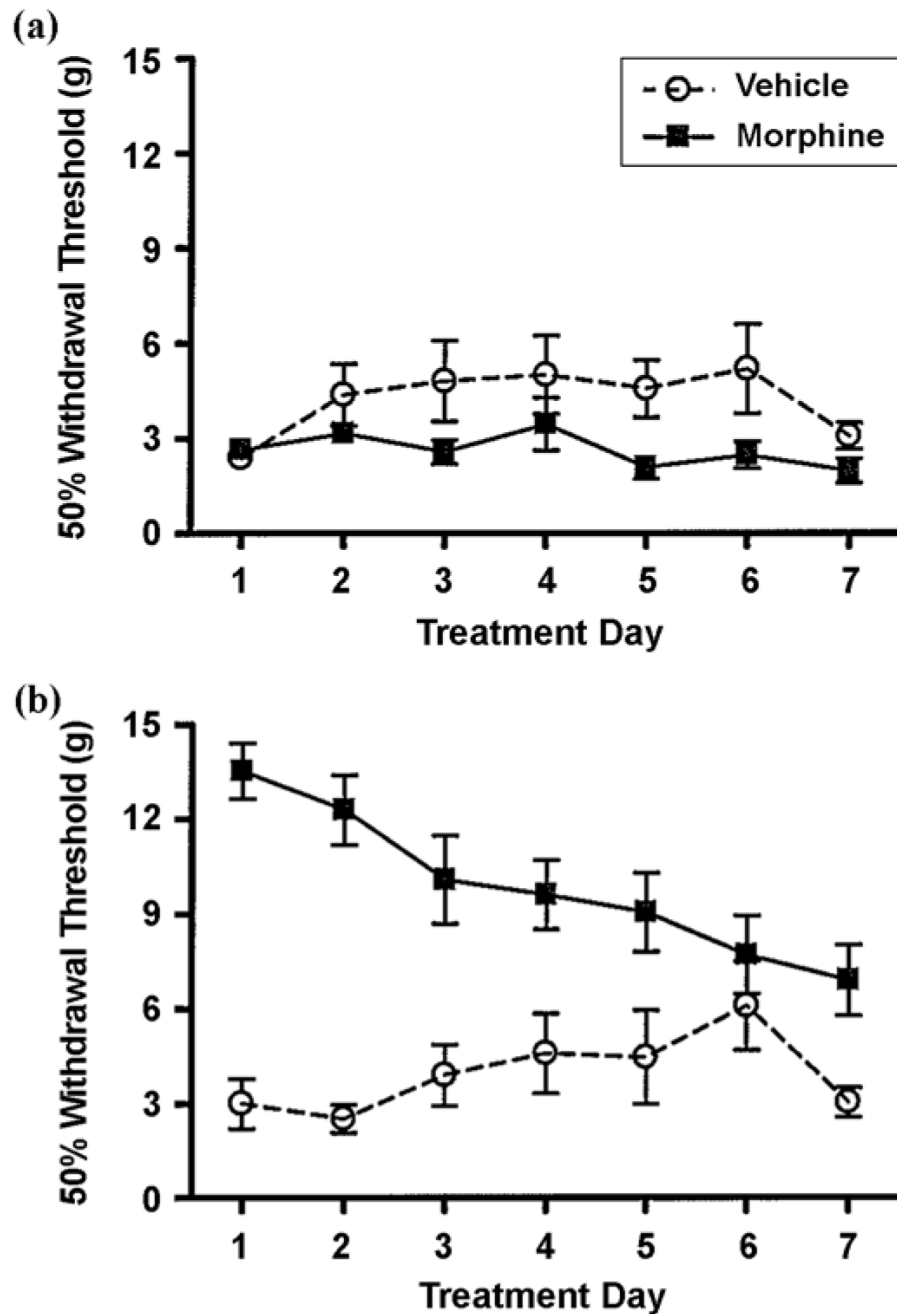 (a)
50% Withdrawal Threshold (g)
15
12
9
6
3
0
Vehicle
Morphine
1 2 3 4 5 6 7
Treatment Day
(b)
50% Withdrawal Threshold (g)
15
12
9
6
3
0
1 2 3 4 5 6 7
Treatment Day